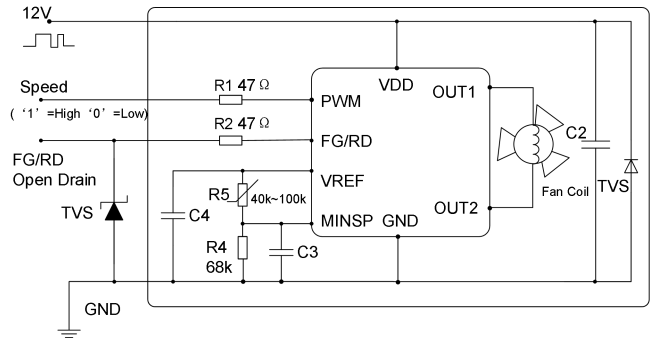 12V
Speed
( ‘1’ =High ‘0’ =Low)
FG/RD
Open Drain
TVS
GND
R1 47 Ω
R2 47 Ω
R5
40k~100k
C4
R4
68k
C3
VDD
OUT1
PWM
FG/RD
VREF
MINSP GND
OUT2
Fan Coil
C2
TVS